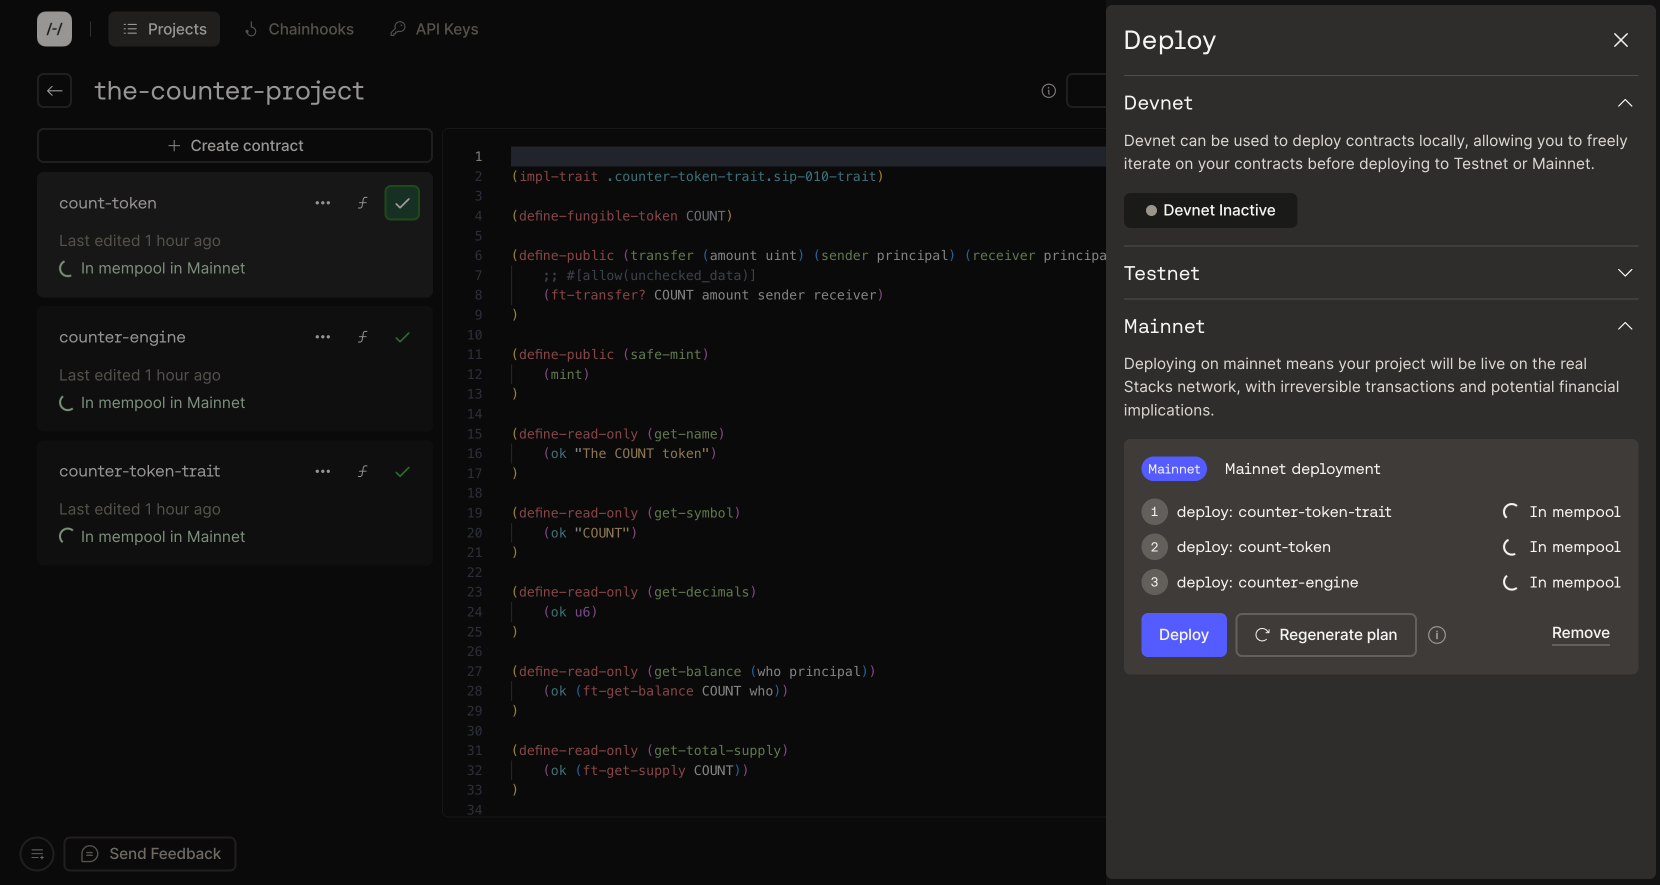 /-/
Projects
Chainhooks
API Keys
the-counter-project
Create contract
count-token
Last edited 1 hour ago
In mempool in Mainnet
counter-engine
Last edited 1 hour ago
In mempool in Mainnet
counter-token-trait
Last edited 1 hour ago
In mempool in Mainnet
1
2 (impl-trait .counter-token-trait.sip-010-trait)
3
4 (define-fungible-token COUNT)
5
6 (define-public (transfer (amount uint) (sender principal) (receiver principa
7 ;; #[allow(unchecked_data)]
8 (ft-transfer? COUNT amount sender receiver)
9 )
10
11 (define-public (safe-mint)
12 (mint)
13 )
14
15 (define-read-only (get-name)
16 (ok "The COUNT token")
17 )
18
19 (define-read-only (get-symbol)
20 (ok "COUNT")
21 )
22
23 (define-read-only (get-decimals)
24 (ok u6)
25 )
26
27 (define-read-only (get-balance (who principal))
28 (ok (ft-get-balance COUNT who))
29 )
30
31 (define-read-only (get-total-supply)
32 (ok (ft-get-supply COUNT))
33 )
34
Send Feedback
Deploy
Devnet
Devnet can be used to deploy contracts locally, allowing you to freely
iterate on your contracts before deploying to Testnet or Mainnet.
Devnet Inactive
Testnet
Mainnet
Deploying on mainnet means your project will be live on the real
Stacks network, with irreversible transactions and potential financial
implications.
Mainnet Mainnet deployment
1 deploy: counter-token-trait In mempool
2 deploy: count-token In mempool
3 deploy: counter-engine In mempool
Deploy
Regenerate plan
Remove